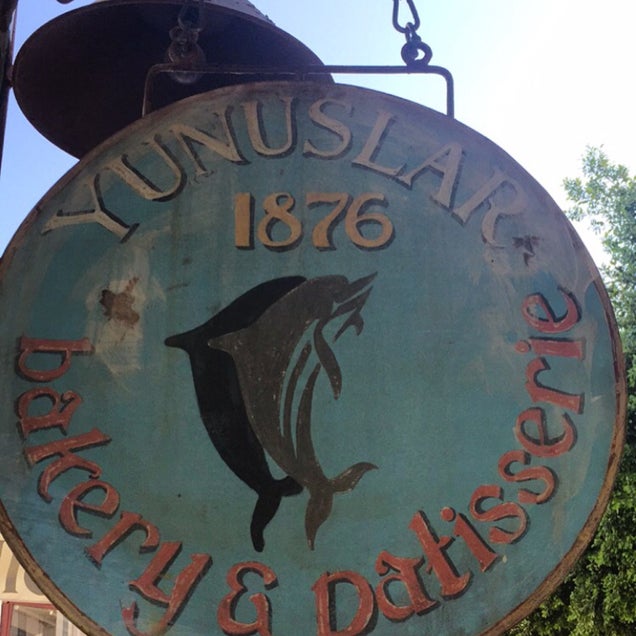 YUNUSLAR
1876
bakery & patisserie